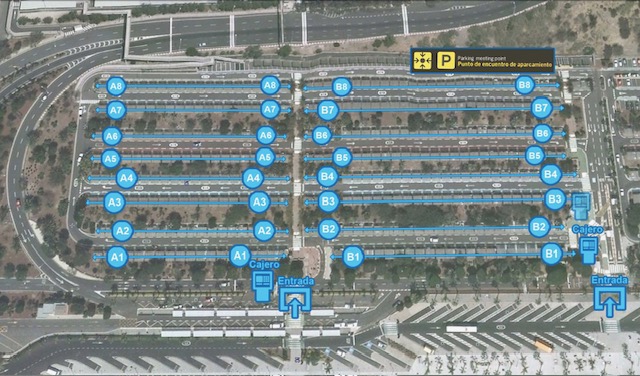 P
Parking meeting point
Punto de encuentro de aparcamiento
A8 A8 B8 B8
A7 A7 B7 B7
A6 A6 B6 B6
A5 A5 B5 B5
A4 A4 B4 B4
A3 A3 B3 B3
A2 A2 B2 B2
A1 A1 B1 B1
Cajero
Cajero
Entrada
Entrada